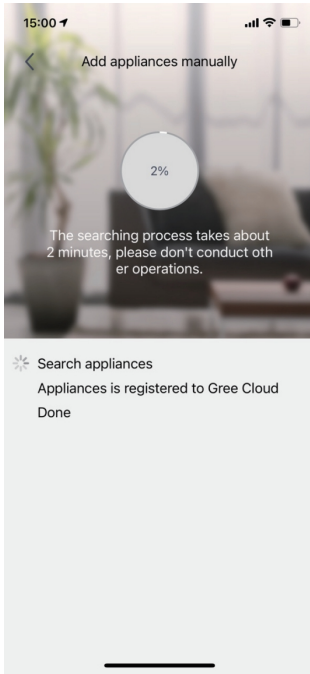 15:00
Add appliances manually
2%
The searching process takes about
2 minutes, please don't conduct oth
er operations.
Search appliances
Appliances is registered to Gree Cloud
Done